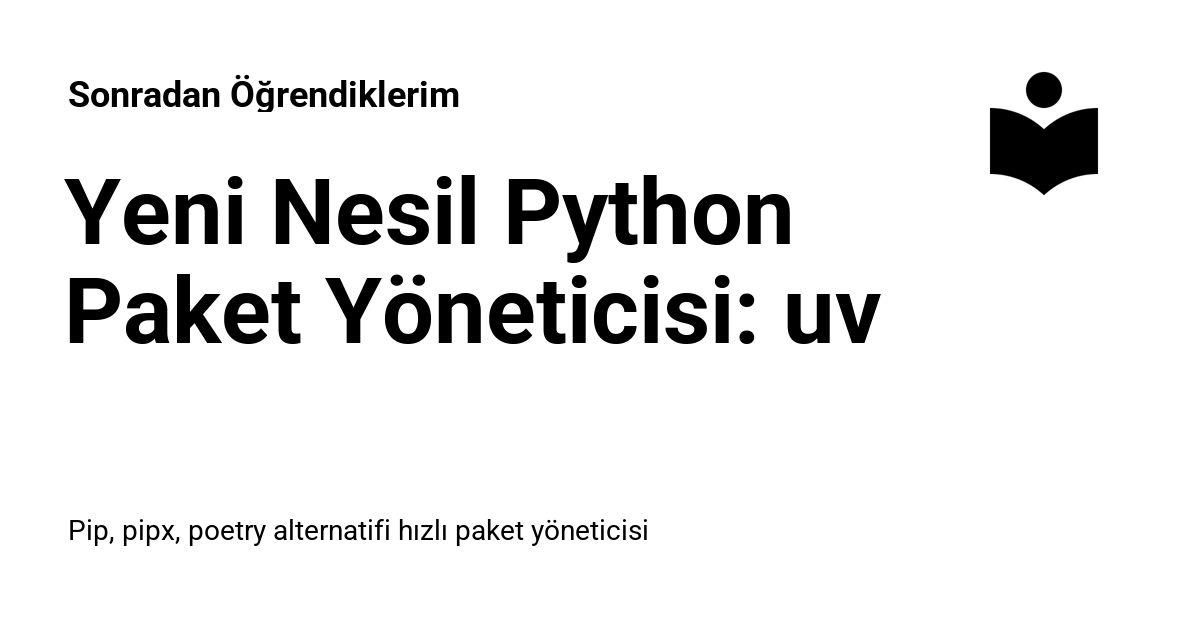 Sonradan Öğrendiklerim
Yeni Nesil Python
Paket Yöneticisi: uv
Pip, pipx, poetry alternatifi hızlı paket yöneticisi